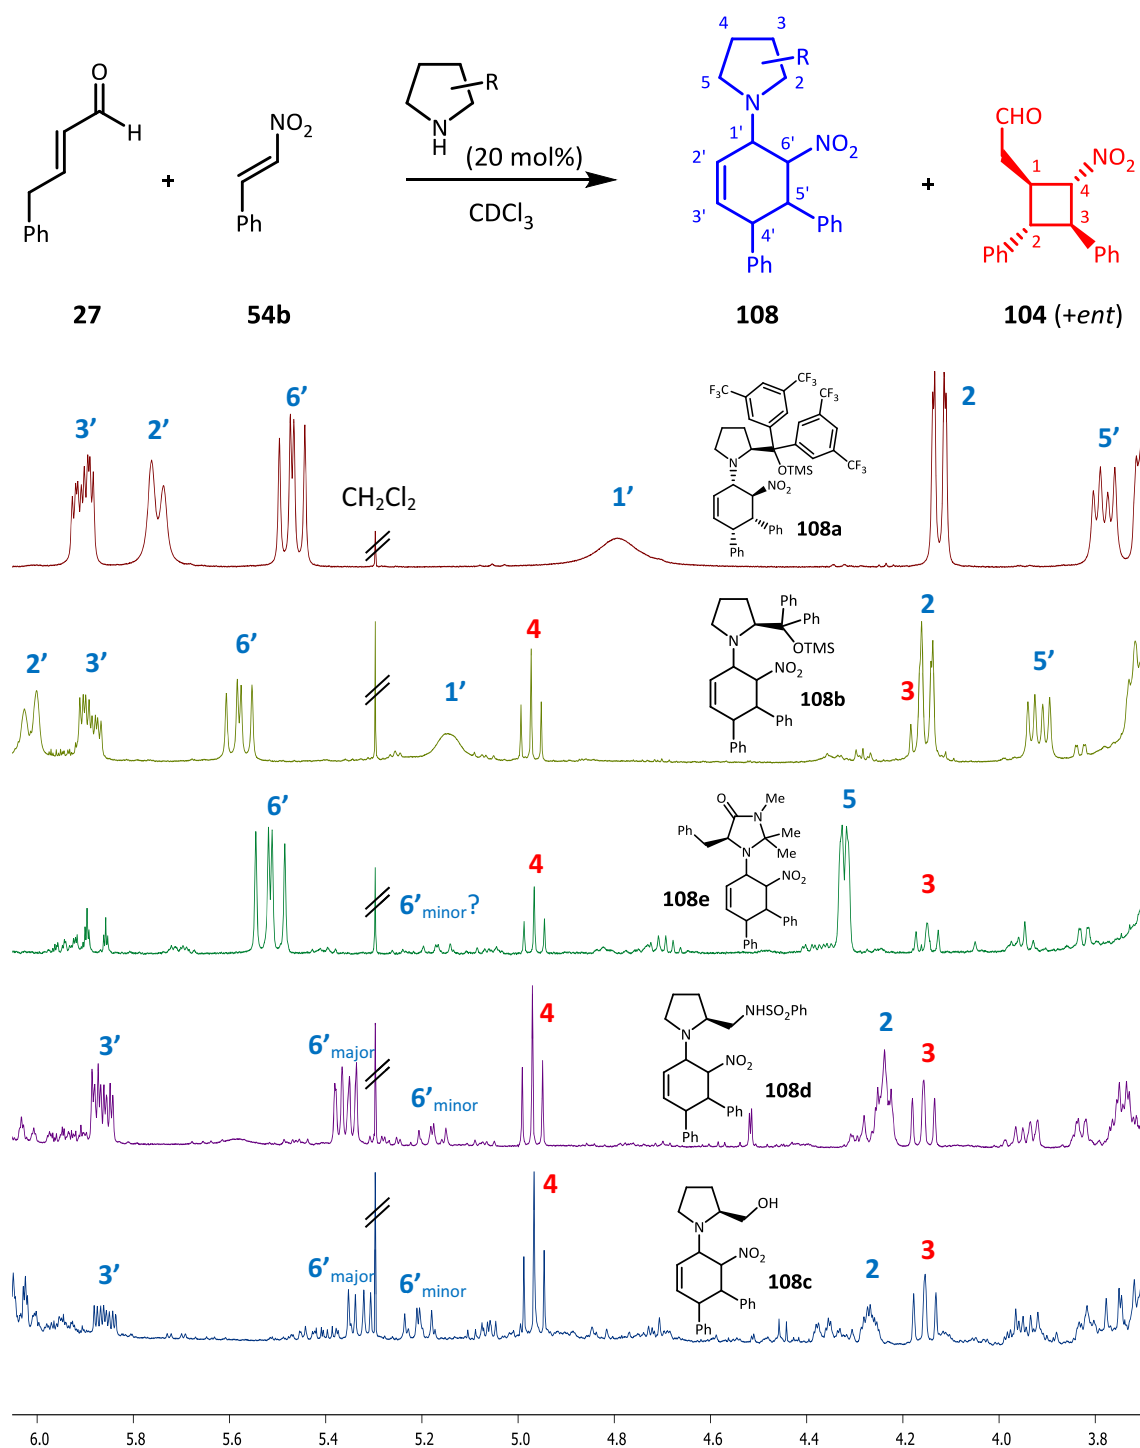 O
H
Ph
27
+
NO2
Ph
54b
R
N
H
(20 mol%)
CDCl3
4 3
R
5 2
N
1'
2' 6' NO2
5'
3' Ph
4'
Ph
108
+
CHO
1 NO2
4
3
Ph 2 Ph
104 (+ent)
3' 2' 6' CH2Cl2 1' 2 5'
F3C CF3 CF3
CF3
N OTMS
NO2
Ph
Ph
108a
2' 3' 6' 1' 4 3 2 5'
Ph
Ph
N OTMS
NO2
Ph
Ph
108b
6' 6'minor? 4 5 3
O Me
N
Ph Me
N Me
NO2
Ph
Ph
108e
3' 6'major 6'minor 4 2 3
NHSO2Ph
N
NO2
Ph
Ph
108d
3' 6'major 6'minor 4 2 3
OH
N
NO2
Ph
Ph
108c
6.0 5.8 5.6 5.4 5.2 5.0 4.8 4.6 4.4 4.2 4.0 3.8